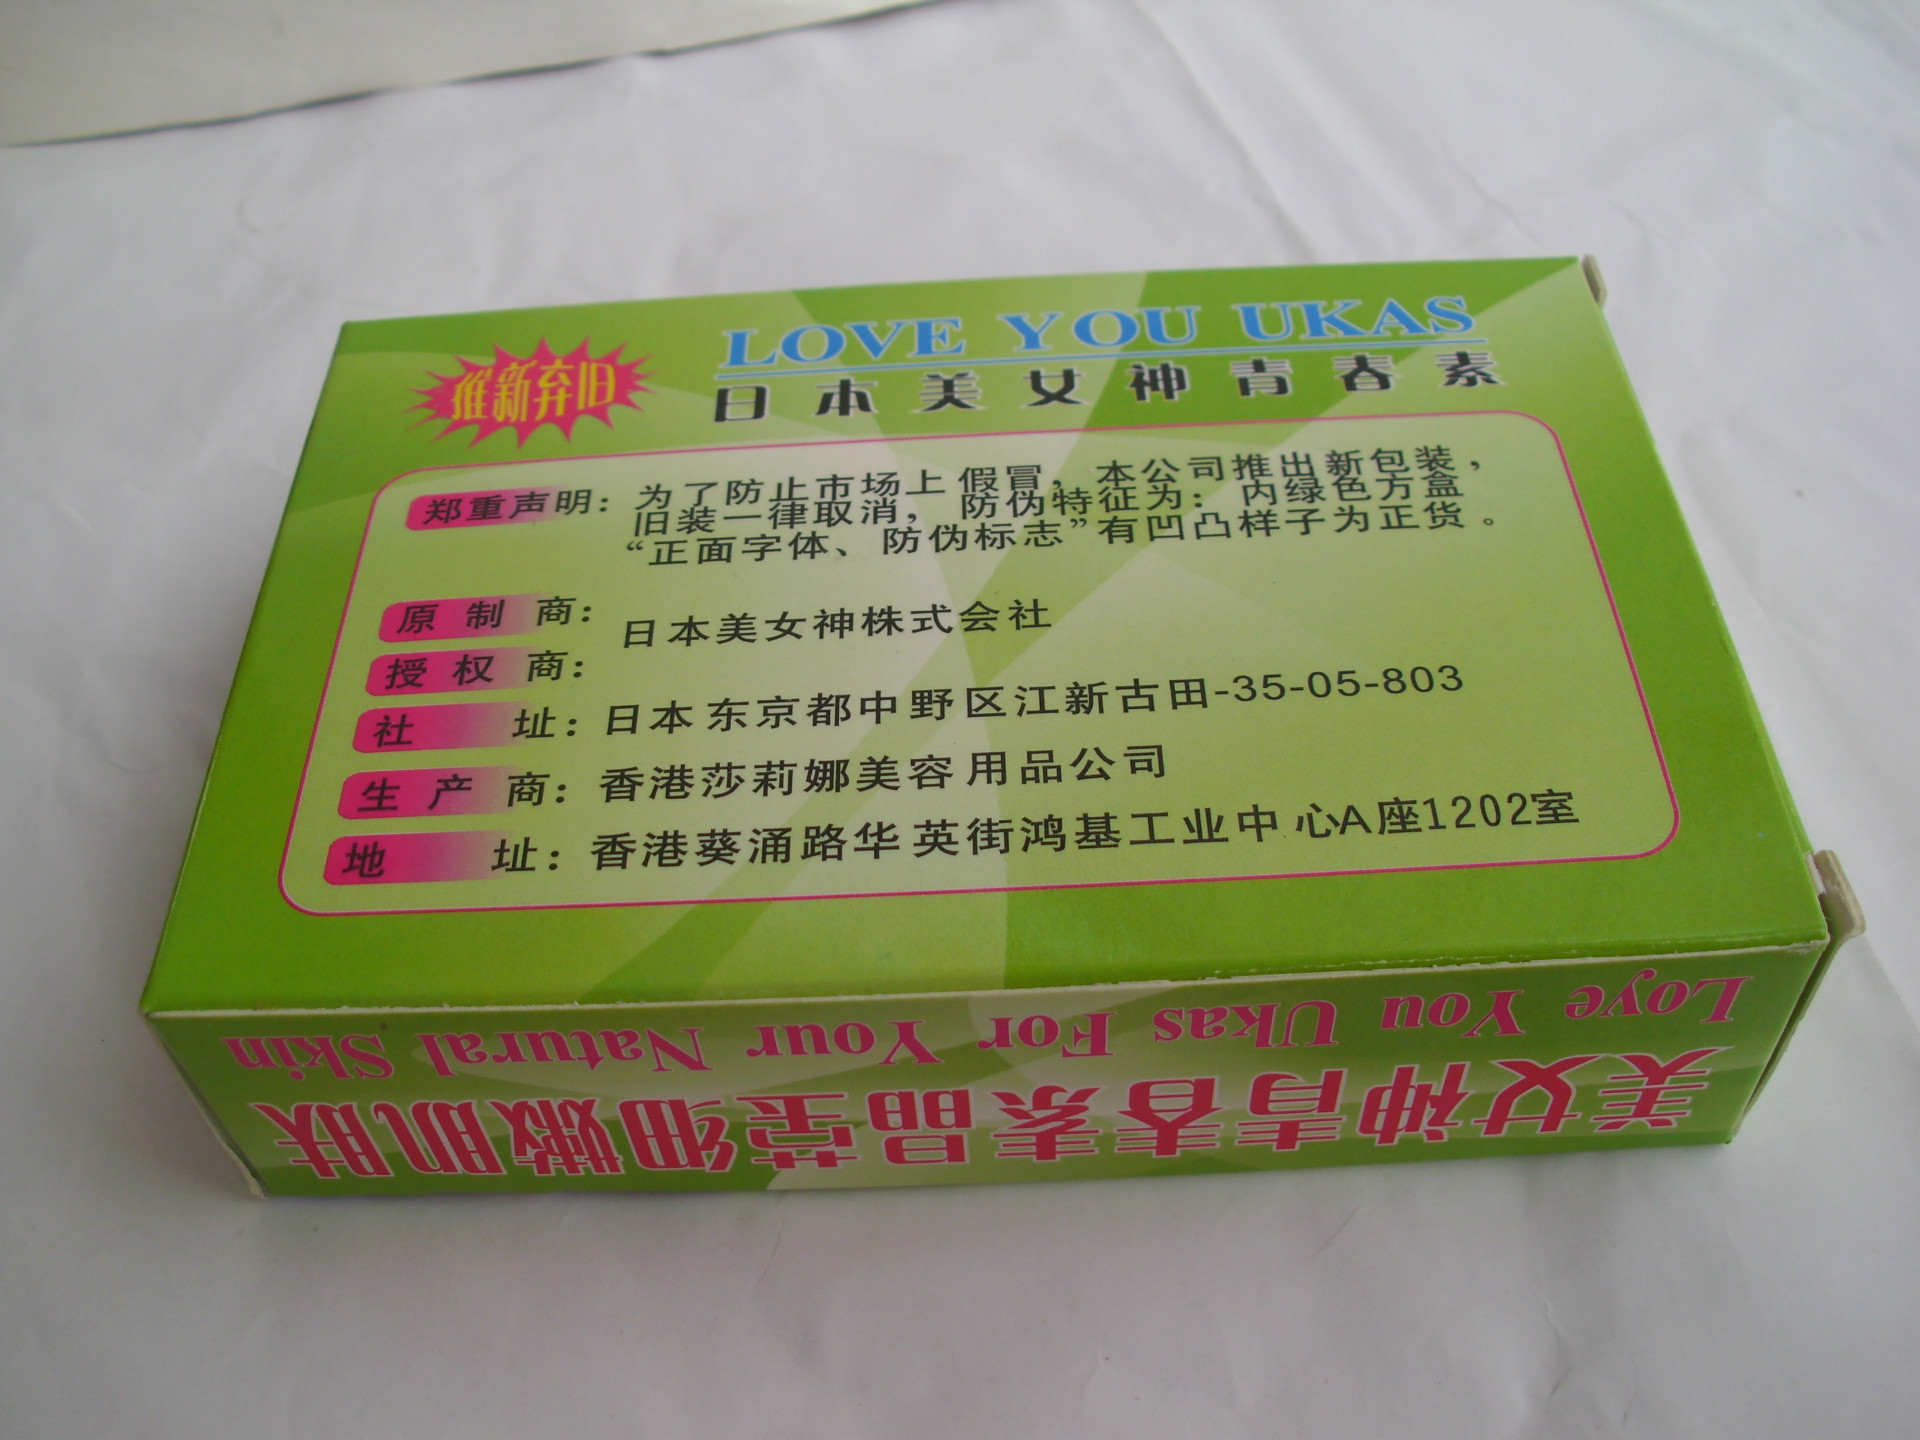 推新弃旧
LOVE YOU UKAS
日本美女神青春素
郑重声明：为了防止市场上假冒，本公司推出新包装，
旧装一律取消，防伪特征为：内绿色方盒
“正面字体、防伪标志”有凹凸样子为正货。
原制商：
日本美女神株式会社
授权商：
社址：日本东京都中野区江新古田-35-05-803
生产商：香港莎莉娜美容用品公司
地址：香港葵涌路华英街鸿基工业中心A座1202室
美女神青春素晶莹细嫩肌肤
Loye You Ukas For Your Natural Skin